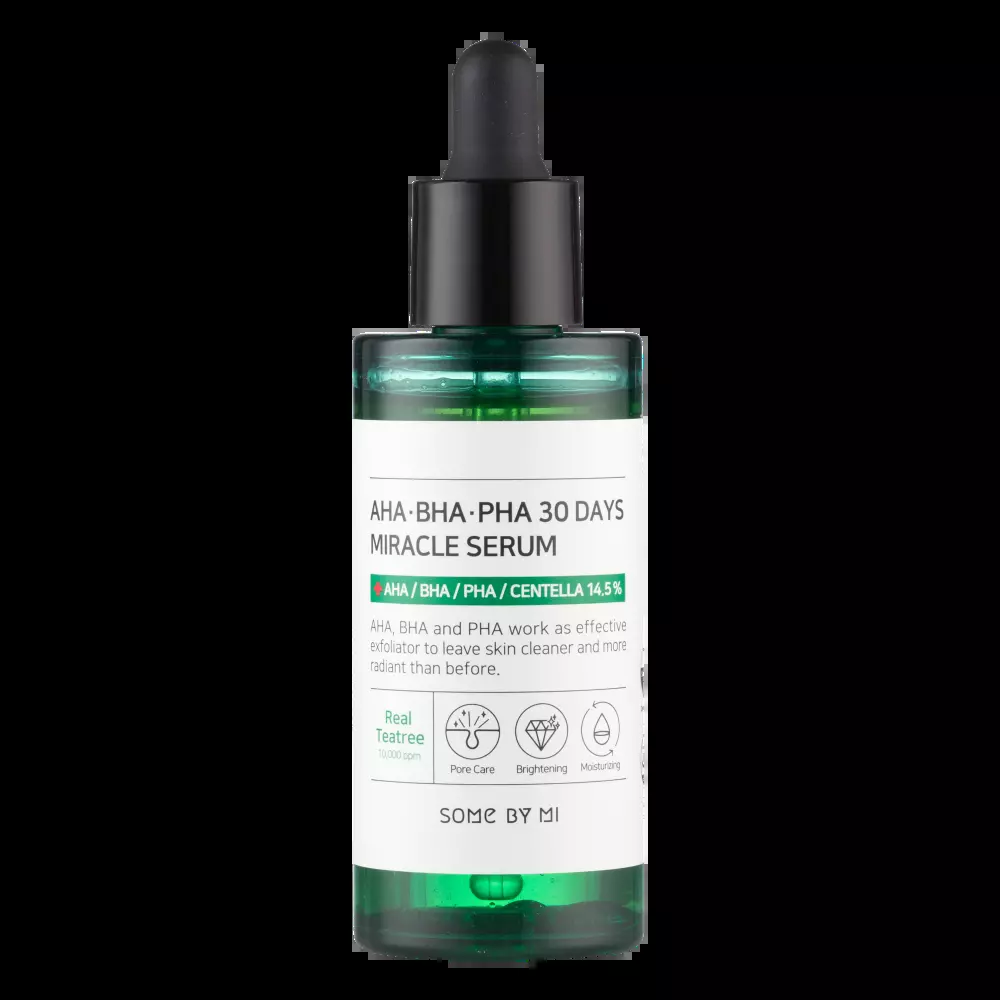 AHA·BHA·PHA 30 DAYS
MIRACLE SERUM
AHA / BHA / PHA / CENTELLA 14.5%
AHA, BHA and PHA work as effective
exfoliator to leave skin cleaner and more
radiant than before.
Real
Teatree
10,000 ppm
Pore Care
Brightening
Moisturizing
SOME BY MI